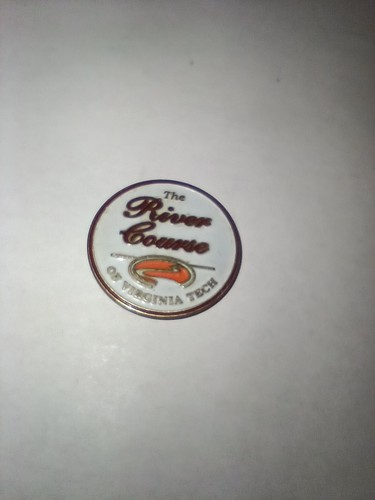 The
River
Course
OF VIRGINIA TECH